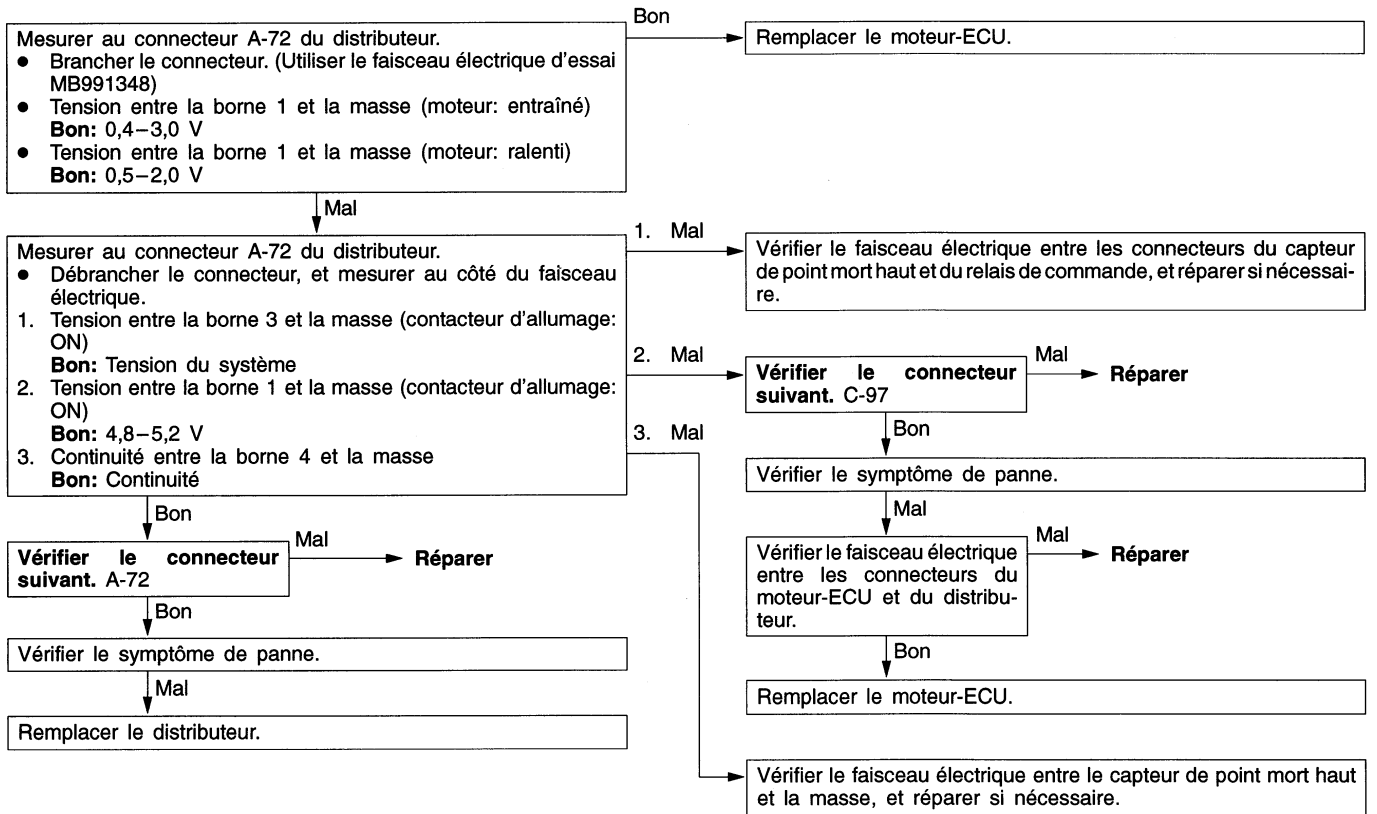 Mesurer au connecteur A-72 du distributeur.
● Brancher le connecteur. (Utiliser le faisceau électrique d'essai
MB991348)
● Tension entre la borne 1 et la masse (moteur: entraîné)
Bon: 0,4–3,0 V
● Tension entre la borne 1 et la masse (moteur: ralenti)
Bon: 0,5–2,0 V
Bon
Remplacer le moteur-ECU.
Mal
Mesurer au connecteur A-72 du distributeur.
● Débrancher le connecteur, et mesurer au côté du faisceau
électrique.
1. Tension entre la borne 3 et la masse (contacteur d'allumage:
ON)
Bon: Tension du système
2. Tension entre la borne 1 et la masse (contacteur d'allumage:
ON)
Bon: 4,8–5,2 V
3. Continuité entre la borne 4 et la masse
Bon: Continuité
1. Mal
Vérifier le faisceau électrique entre les connecteurs du capteur
de point mort haut et du relais de commande, et réparer si nécessai-
re.
2. Mal
Vérifier le connecteur
suivant. C-97
Mal
Réparer
Bon
Vérifier le symptôme de panne.
Mal
Vérifier le faisceau électrique
entre les connecteurs du
moteur-ECU et du distribu-
teur.
Mal
Réparer
Bon
Remplacer le moteur-ECU.
3. Mal
Vérifier le faisceau électrique entre le capteur de point mort haut
et la masse, et réparer si nécessaire.
Bon
Vérifier le connecteur
suivant. A-72
Mal
Réparer
Bon
Vérifier le symptôme de panne.
Mal
Remplacer le distributeur.